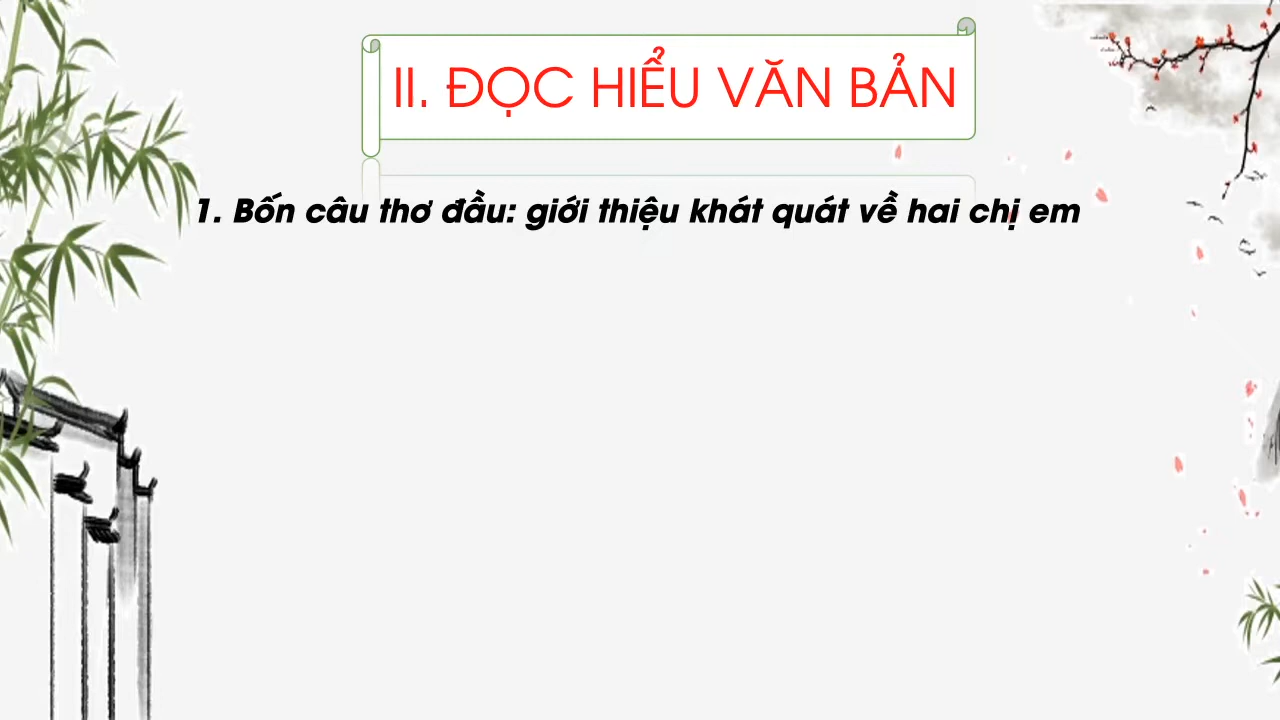 II. ĐỌC HIỂU VĂN BẢN
1. Bốn câu thơ đầu: giới thiệu khát quát về hai chị em